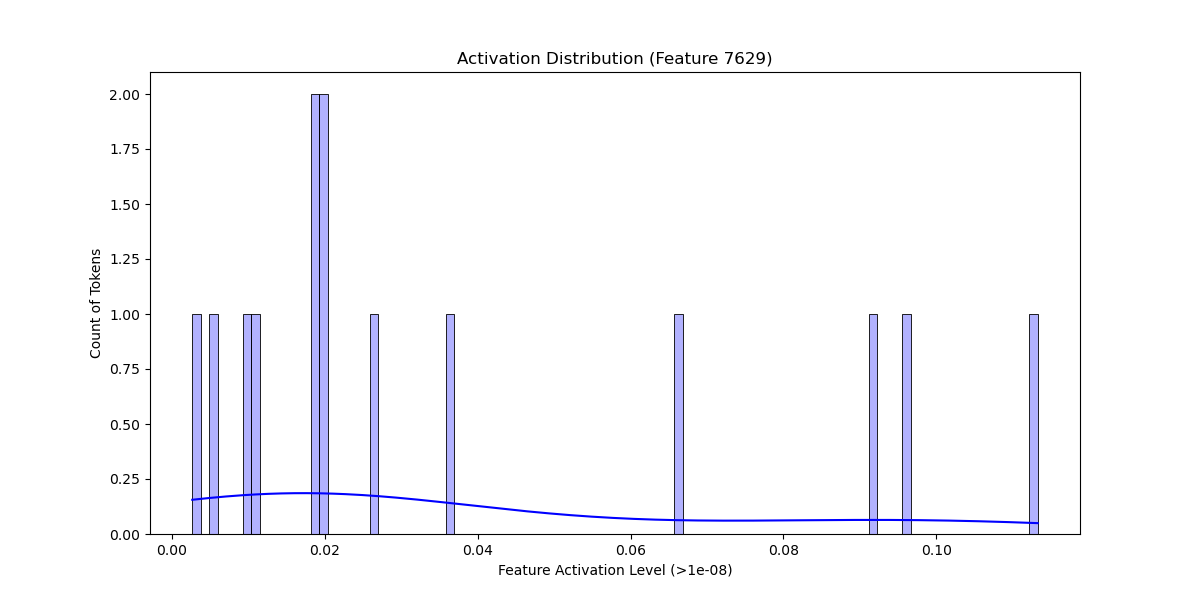 Activation Distribution (Feature 7629)
Count of Tokens
2.00
1.75
1.50
1.25
1.00
0.75
0.50
0.25
0.00
0.00 0.02 0.04 0.06 0.08 0.10
Feature Activation Level (>1e-08)